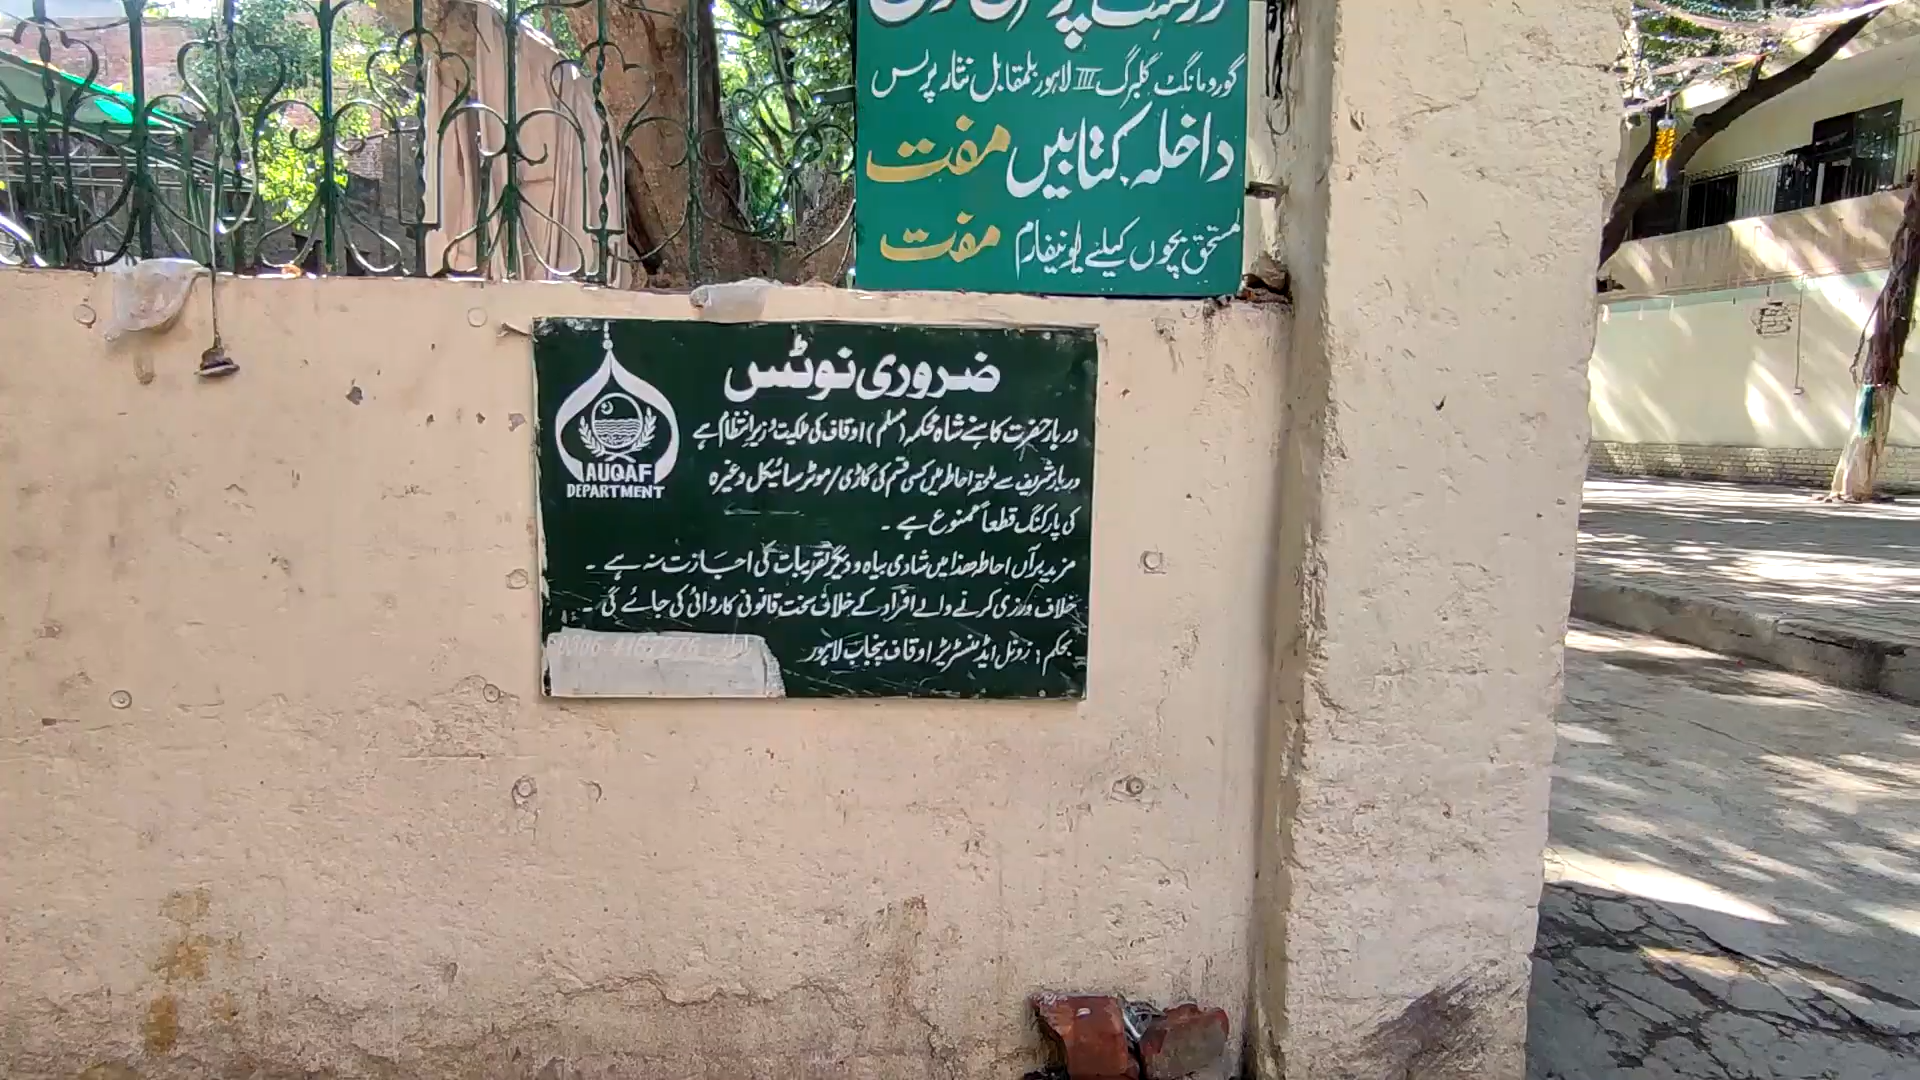 گورومانگٹ گلبرگ III لاہور بلمقابل نثار پریس
داخلہ کتابیں مفت
مستحق بچوں کیلئے یونیفارم مفت
ضروری نوٹس
AUQAF
DEPARTMENT
دربار حضرت کاہنے شاہ محکمہ (مسلم) اوقاف کی ملکیت و زیر انتظام ہے
دربار شریف سے ملحقہ احاطہ میں کسی قسم کی گاڑی / موٹر سائیکل وغیرہ
کی پارکنگ قطعاً ممنوع ہے ۔
مزید برآں احاطہ ھذا میں شادی بیاہ و دیگر تقریبات کی اجازت نہ ہے ۔
خلاف ورزی کرنے والے افراد کے خلاف سخت قانونی کاروائی کی جائے گی ۔
بحکم : زونل ایڈمنسٹریٹر اوقاف پنجاب لاہور